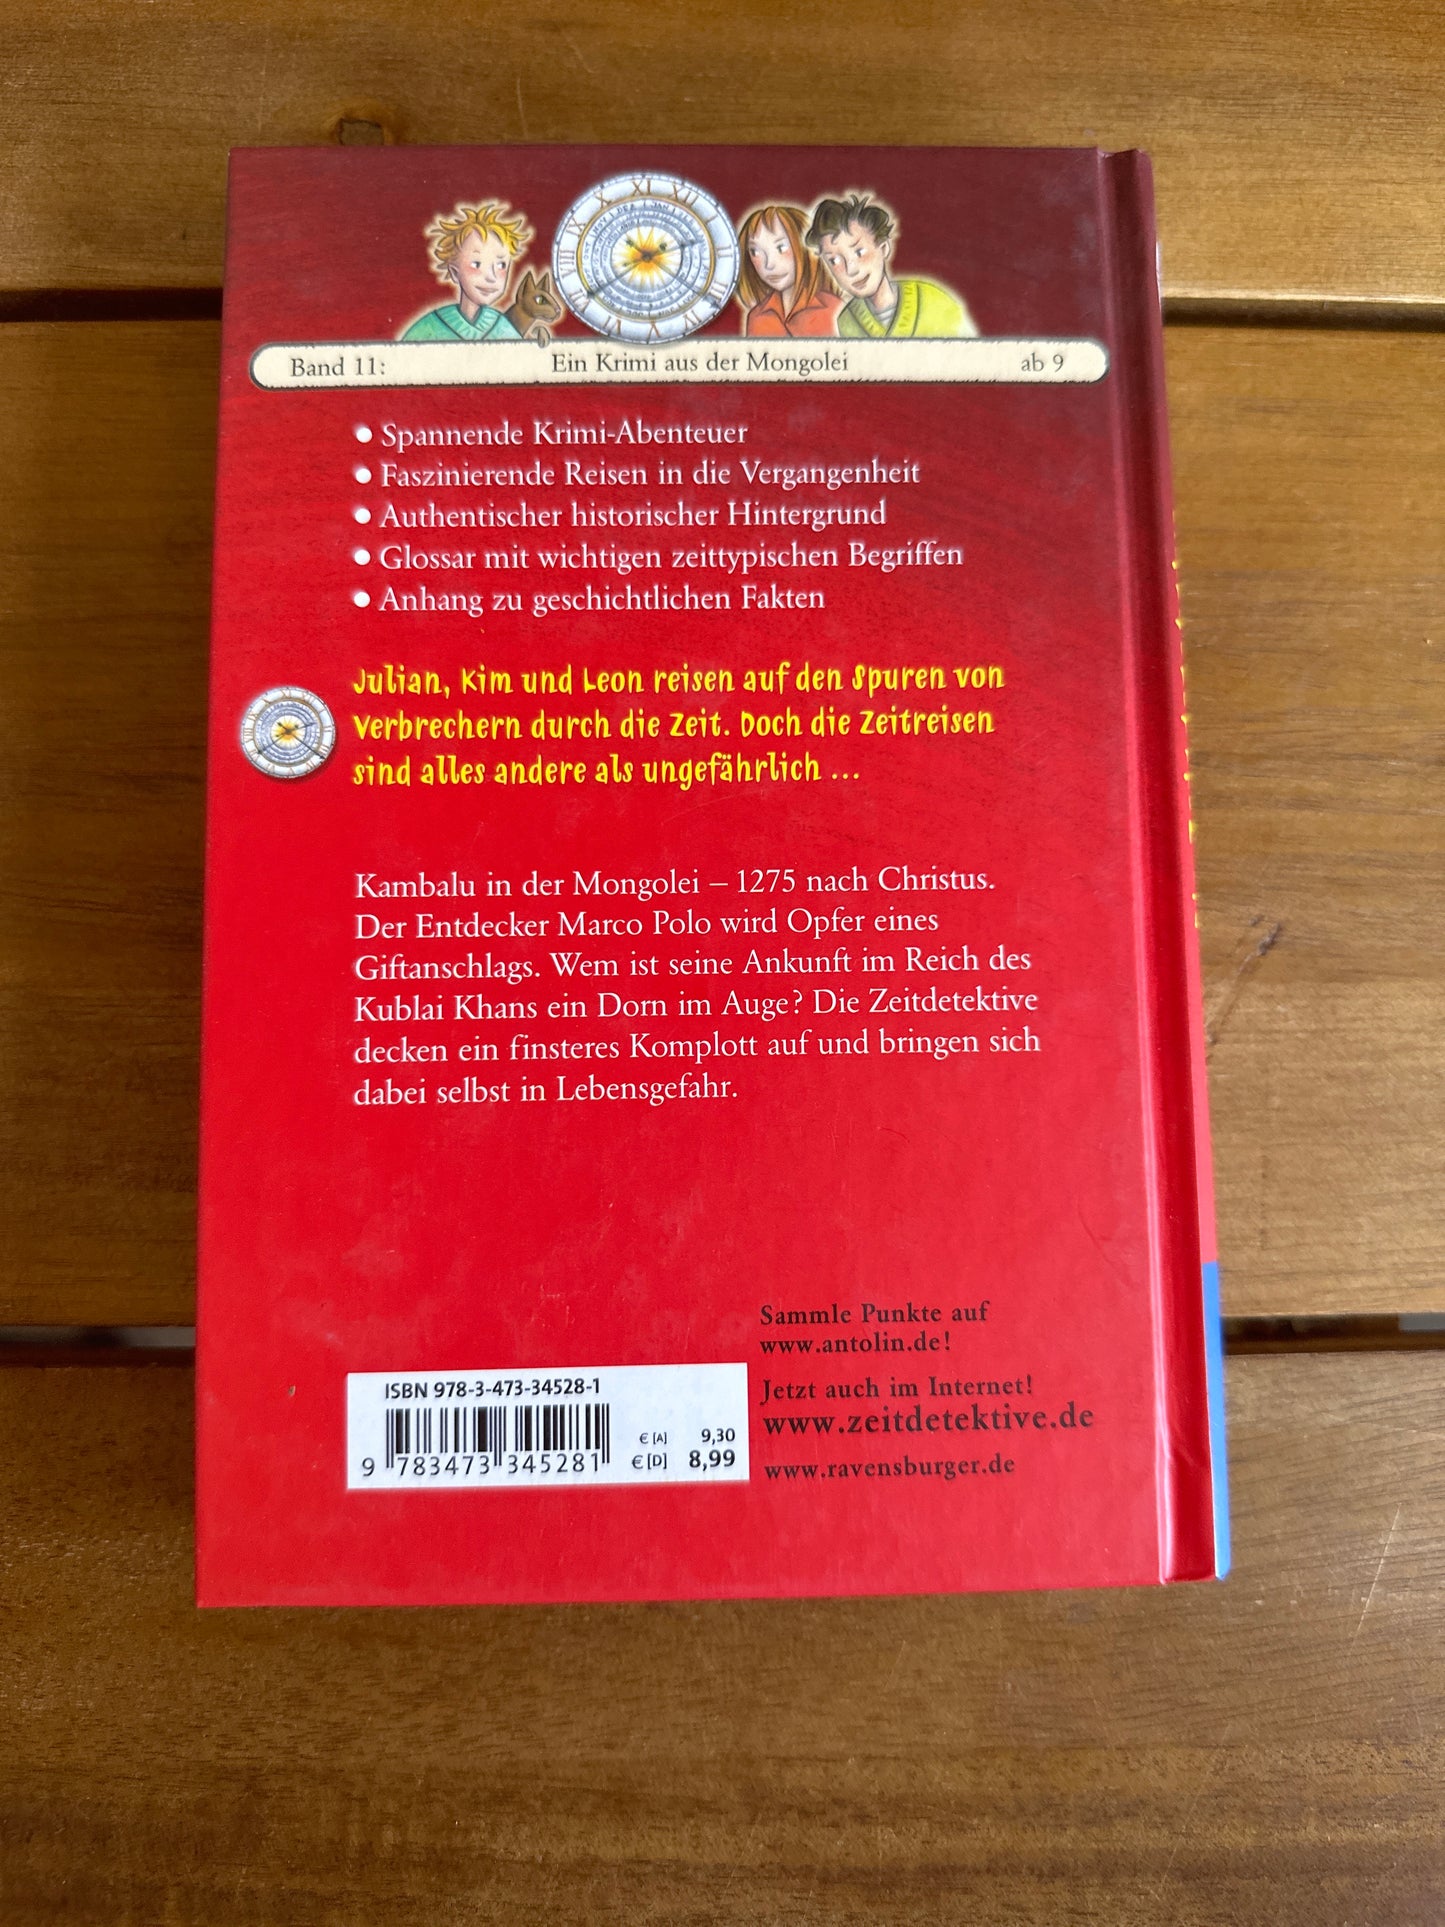 Band 11: Ein Krimi aus der Mongolei ab 9
• Spannende Krimi-Abenteuer
• Faszinierende Reisen in die Vergangenheit
• Authentischer historischer Hintergrund
• Glossar mit wichtigen zeittypischen Begriffen
• Anhang zu geschichtlichen Fakten
Julian, Kim und Leon reisen auf den Spuren von
Verbrechern durch die Zeit. Doch die Zeitreisen
sind alles andere als ungefährlich ...
Kambalu in der Mongolei – 1275 nach Christus.
Der Entdecker Marco Polo wird Opfer eines
Giftanschlags. Wem ist seine Ankunft im Reich des
Kublai Khans ein Dorn im Auge? Die Zeitdetektive
decken ein finsteres Komplott auf und bringen sich
dabei selbst in Lebensgefahr.
Sammle Punkte auf
www.antolin.de!
Jetzt auch im Internet!
www.zeitdetektive.de
www.ravensburger.de
ISBN 978-3-473-34528-1
€ [A] 9,30
€ [D] 8,99
9 783473 345281